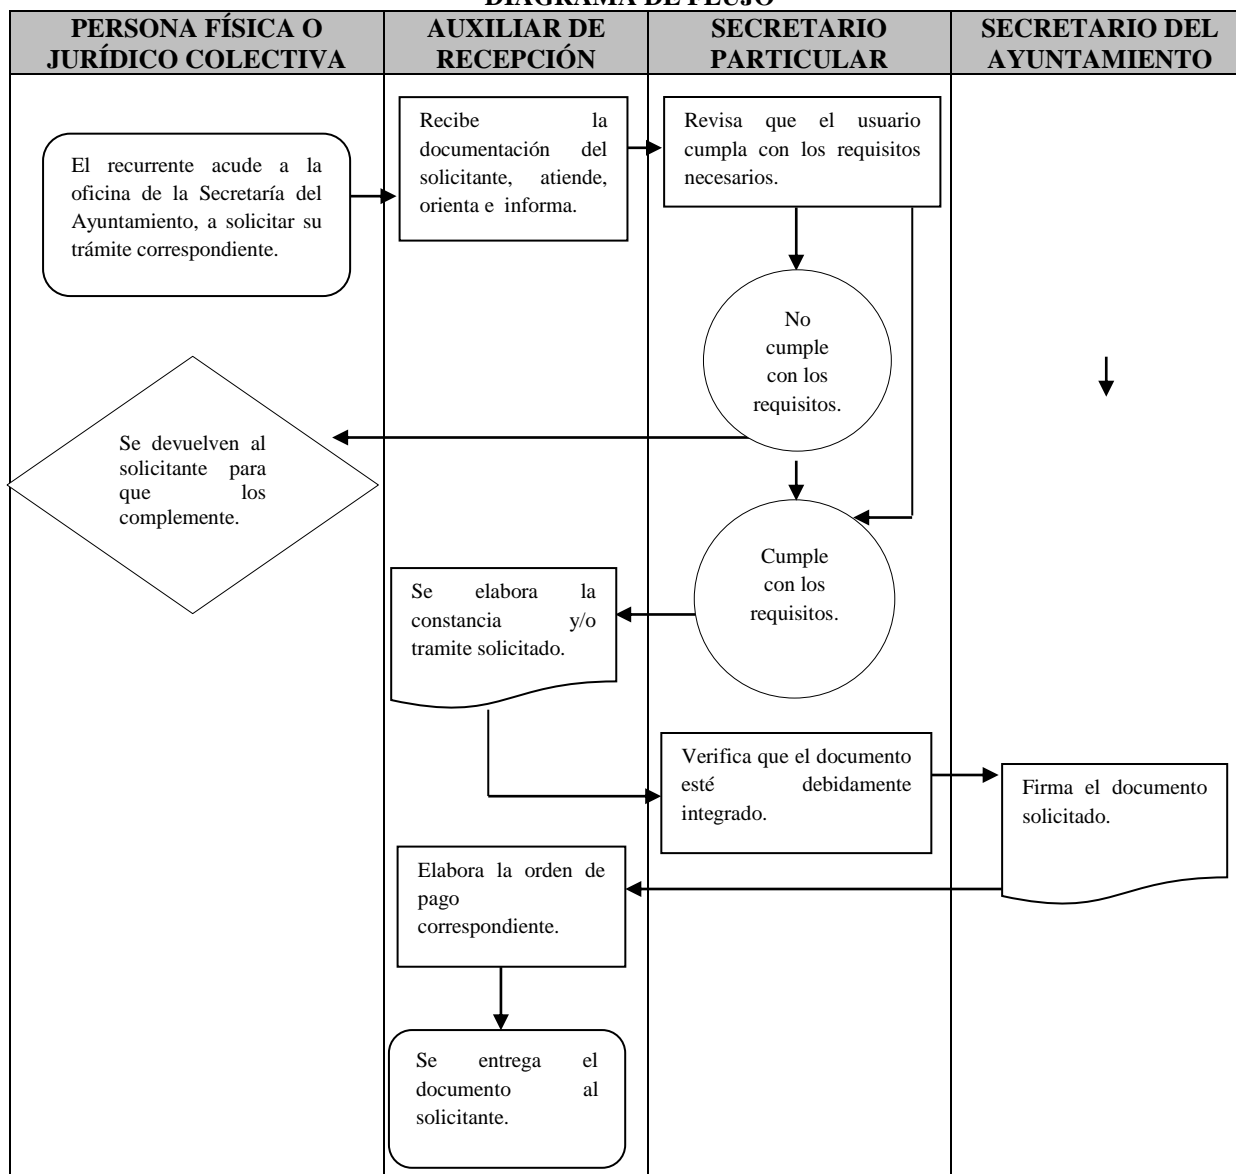 DIAGRAMA DE FLUJO
PERSONA FÍSICA O
JURÍDICO COLECTIVA
AUXILIAR DE
RECEPCIÓN
SECRETARIO
PARTICULAR
SECRETARIO DEL
AYUNTAMIENTO
El recurrente acude a la
oficina de la Secretaría del
Ayuntamiento, a solicitar su
trámite correspondiente.
Recibe la
documentación del
solicitante, atiende,
orienta e informa.
Revisa que el usuario
cumpla con los requisitos
necesarios.
No
cumple
con los
requisitos.
Se devuelven al
solicitante para
que los
complemente.
Cumple
con los
requisitos.
Se elabora la
constancia y/o
tramite solicitado.
Verifica que el documento
esté debidamente
integrado.
Firma el documento
solicitado.
Elabora la orden de
pago
correspondiente.
Se entrega el
documento al
solicitante.